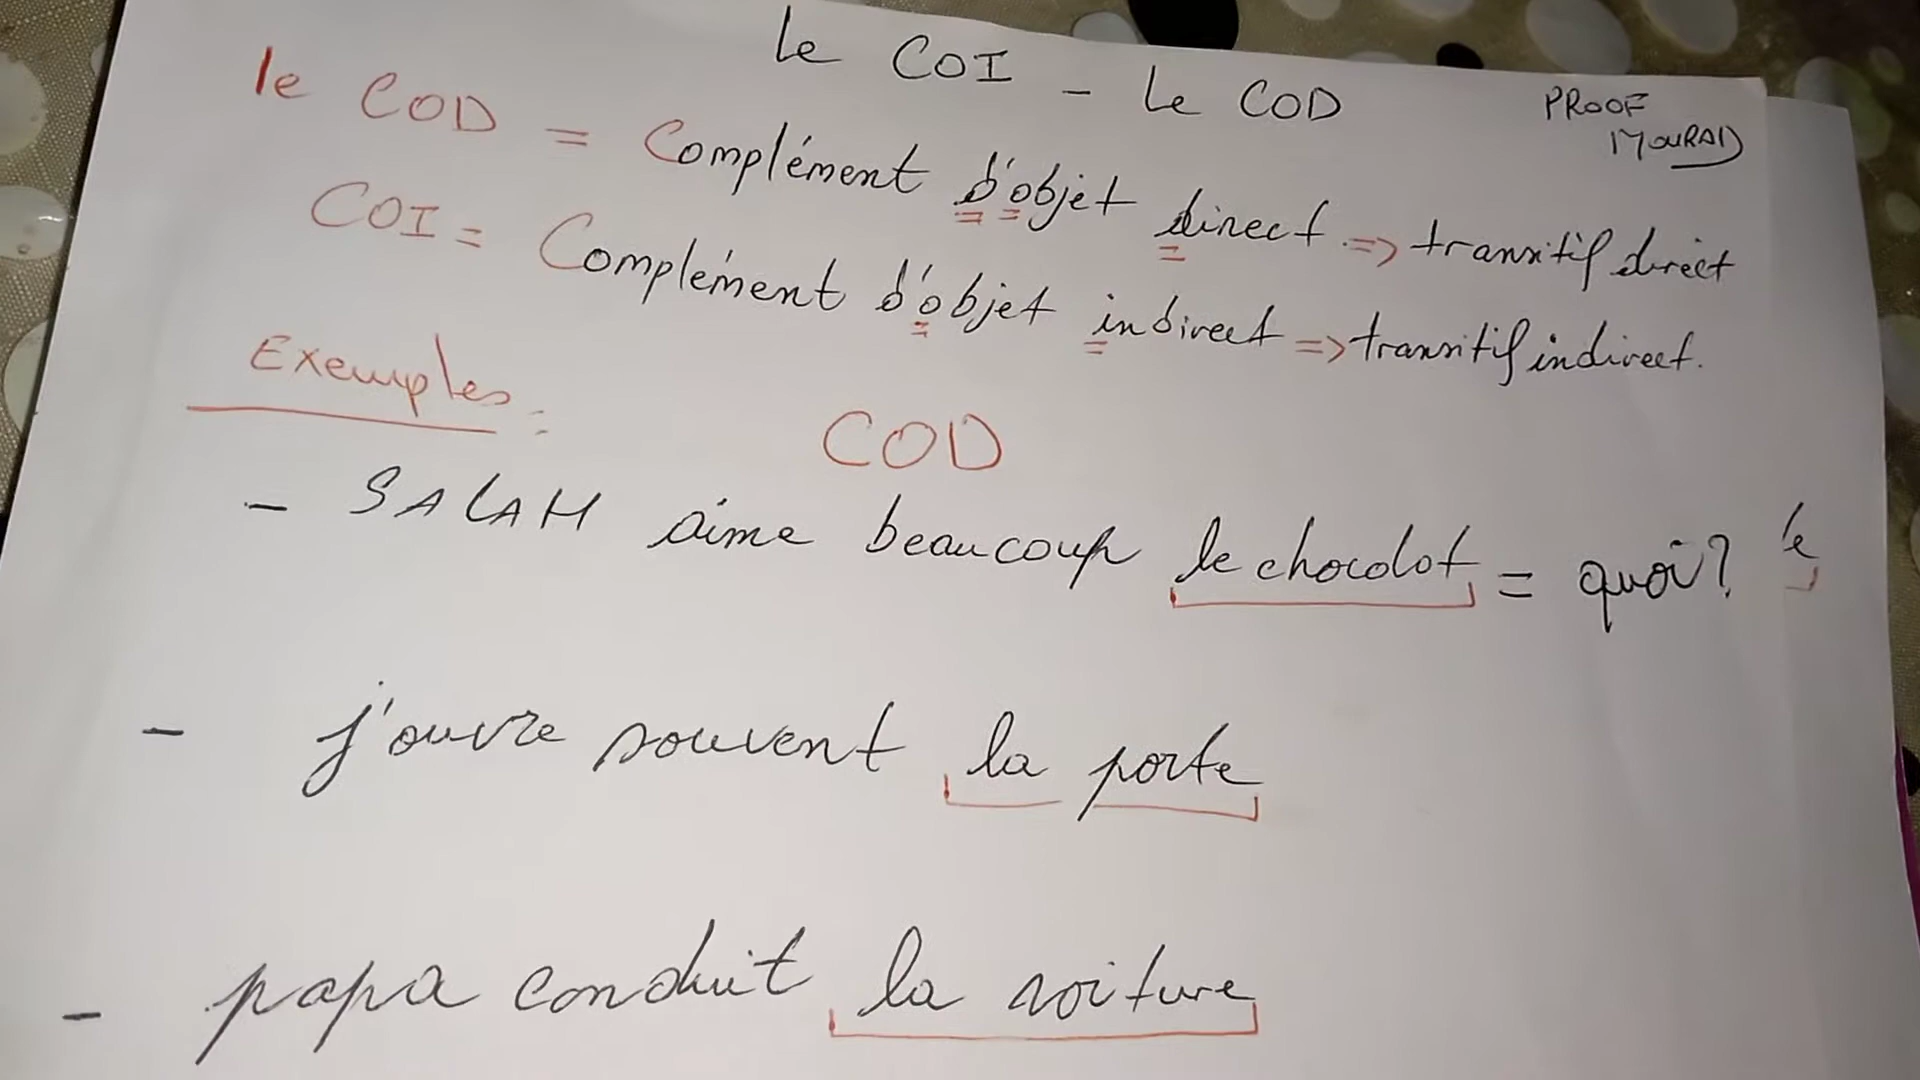 le COI - Le COD
PROOF
MOURAD
le COD = Complément d'objet direct. => transitif direct
COI = Complément d'objet indirect => transitif indirect.
Exemples :
COD
- SALAH aime beaucoup le chocolat = quoi? le
- j'ouvre souvent la porte
- papa conduit la voiture